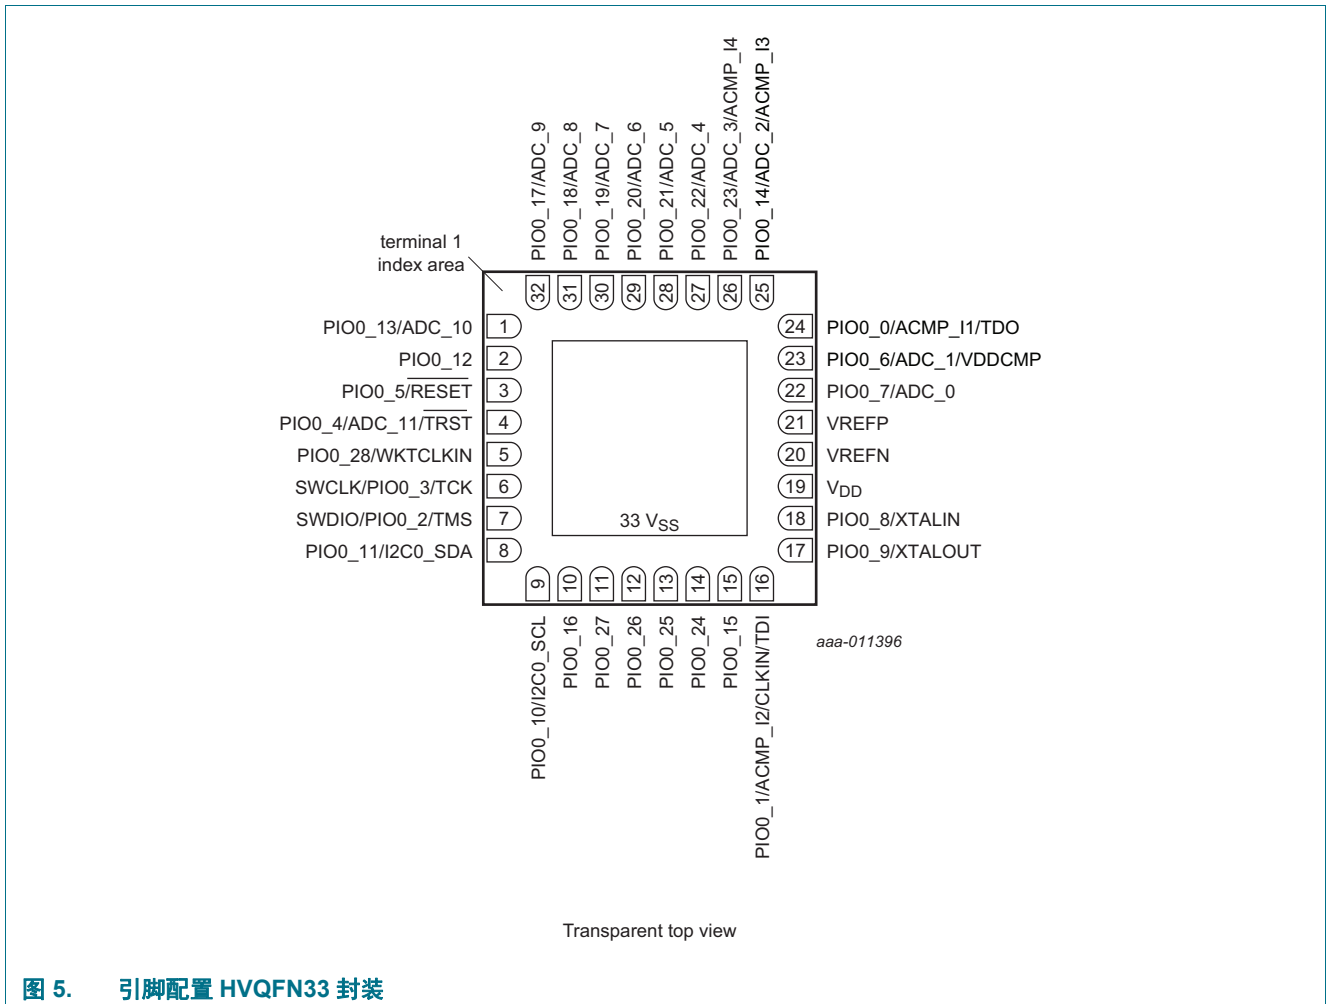 PIO0_17/ADC_9
PIO0_18/ADC_8
PIO0_19/ADC_7
PIO0_20/ADC_6
PIO0_21/ADC_5
PIO0_22/ADC_4
PIO0_23/ADC_3/ACMP_I4
PIO0_14/ADC_2/ACMP_I3
terminal 1
index area
32
31
30
29
28
27
26
25
PIO0_13/ADC_10 1
PIO0_12 2
PIO0_5/RESET 3
PIO0_4/ADC_11/TRST 4
PIO0_28/WKTCLKIN 5
SWCLK/PIO0_3/TCK 6
SWDIO/PIO0_2/TMS 7
PIO0_11/I2C0_SDA 8
24 PIO0_0/ACMP_I1/TDO
23 PIO0_6/ADC_1/VDDCMP
22 PIO0_7/ADC_0
21 VREFP
20 VREFN
19 VDD
18 PIO0_8/XTALIN
17 PIO0_9/XTALOUT
33 VSS
9
10
11
12
13
14
15
16
PIO0_10/I2C0_SCL
PIO0_16
PIO0_27
PIO0_26
PIO0_25
PIO0_24
PIO0_15
PIO0_1/ACMP_I2/CLKIN/TDI
aaa-011396
Transparent top view
图 5. 引脚配置 HVQFN33 封装